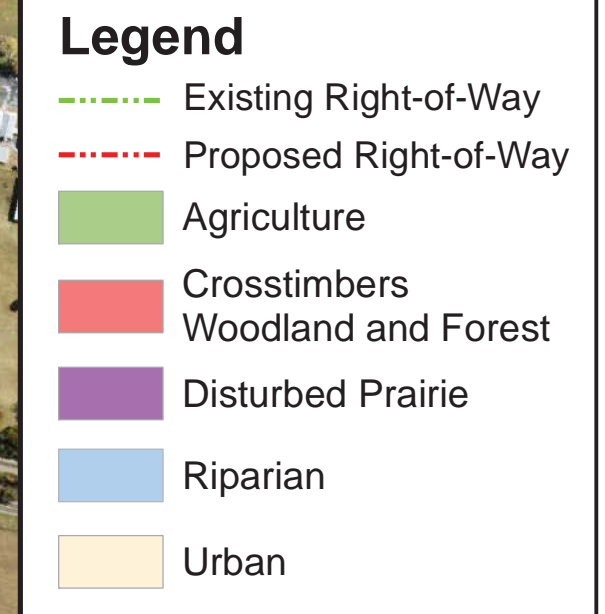 Legend
Existing Right-of-Way
Proposed Right-of-Way
Agriculture
Crosstimbers
Woodland and Forest
Disturbed Prairie
Riparian
Urban